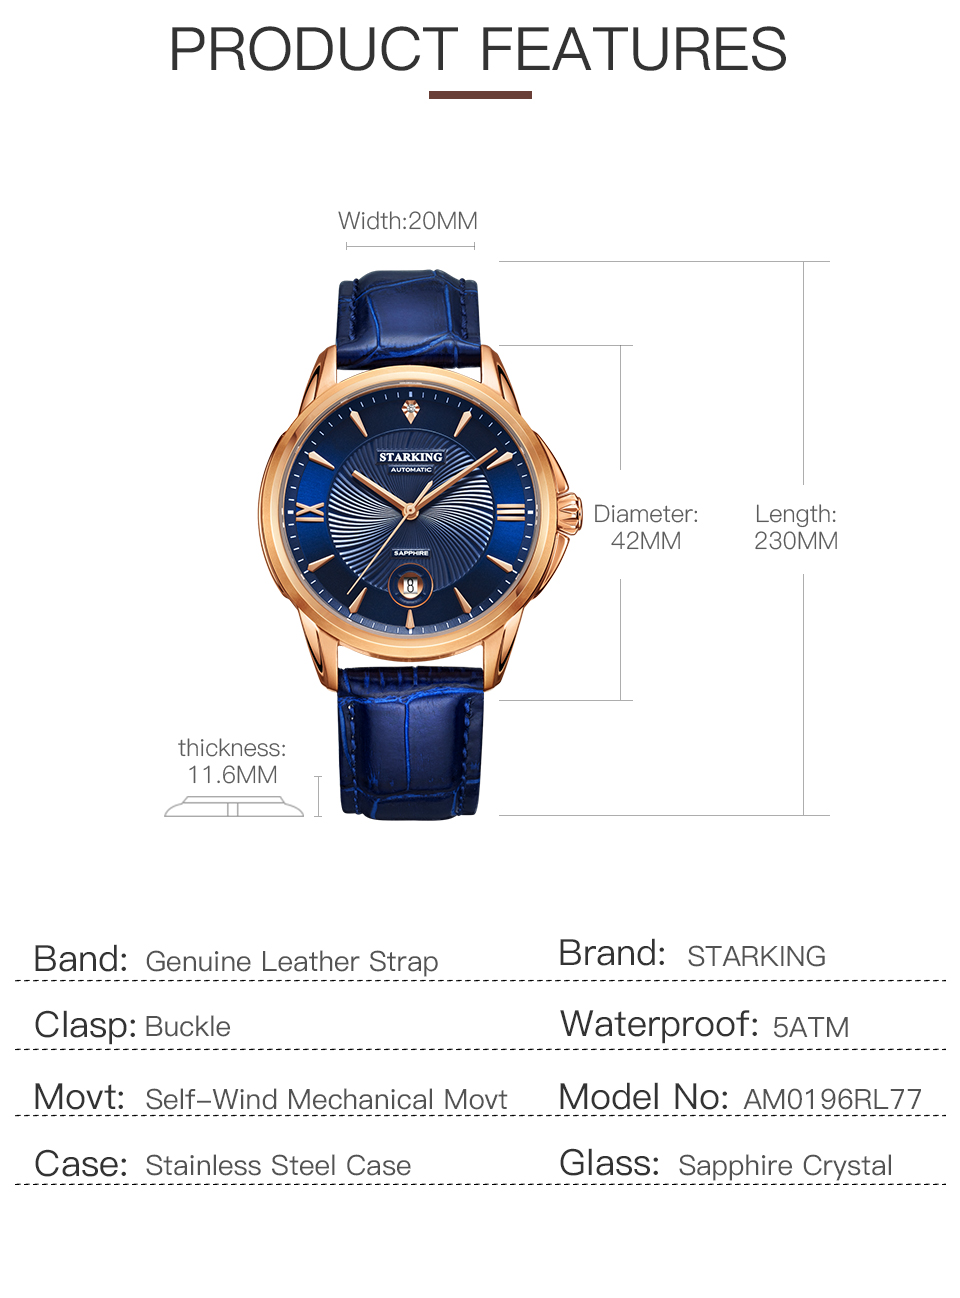 PRODUCT FEATURES
Width:20MM
STARKING
AUTOMATIC
SAPPHIRE
8
Diameter:
42MM
Length:
230MM
thickness:
11.6MM
Band: Genuine Leather Strap
Brand: STARKING
Clasp: Buckle
Waterproof: 5ATM
Movt: Self-Wind Mechanical Movt
Model No: AM0196RL77
Case: Stainless Steel Case
Glass: Sapphire Crystal